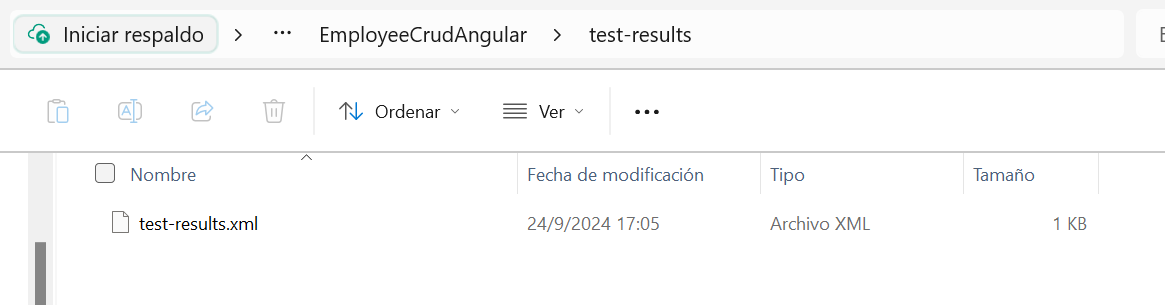 Iniciar respaldo > ··· EmployeeCrudAngular > test-results
Ordenar Ver ···
Nombre Fecha de modificación Tipo Tamaño
test-results.xml 24/9/2024 17:05 Archivo XML 1 KB